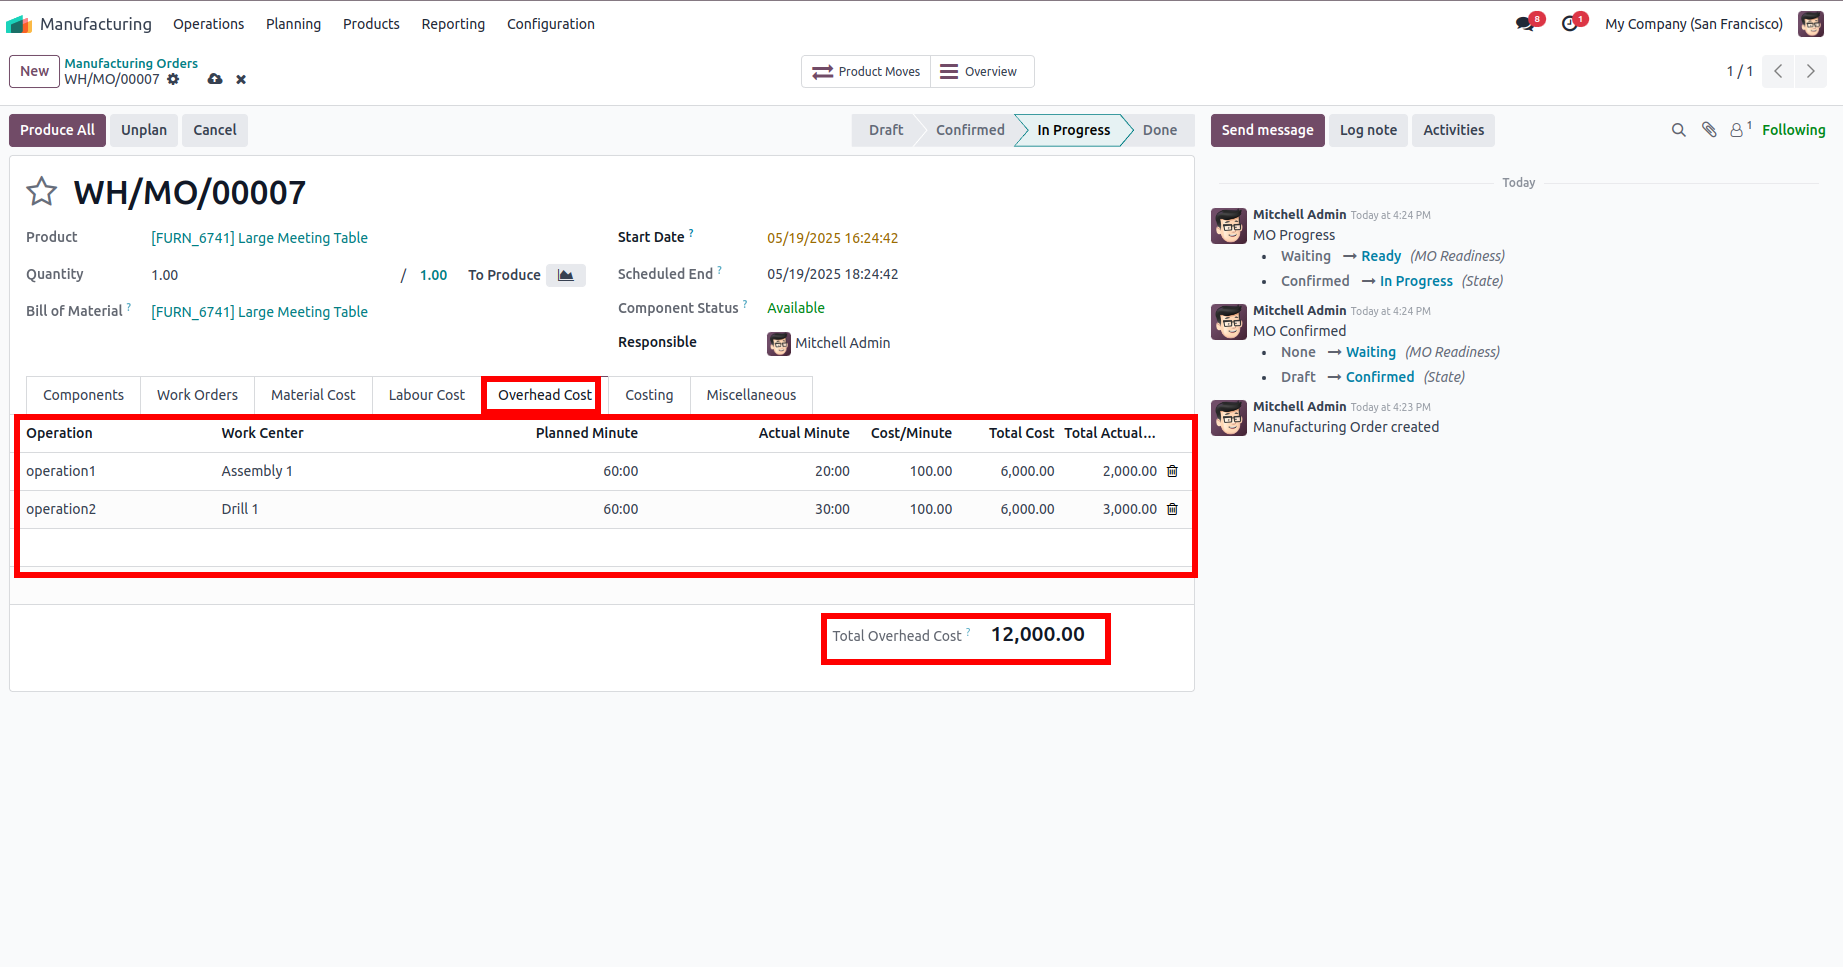 Manufacturing Operations Planning Products Reporting Configuration 8 1 My Company (San Francisco)
New Manufacturing Orders
WH/MO/00007
Product Moves Overview 1 / 1
Produce All Unplan Cancel Draft Confirmed In Progress Done Send message Log note Activities 1 Following
WH/MO/00007
Product [FURN_6741] Large Meeting Table Start Date ? 05/19/2025 16:24:42
Quantity 1.00 / 1.00 To Produce Scheduled End ? 05/19/2025 18:24:42
Bill of Material ? [FURN_6741] Large Meeting Table Component Status ? Available
Responsible Mitchell Admin
Components Work Orders Material Cost Labour Cost Overhead Cost Costing Miscellaneous
Operation Work Center Planned Minute Actual Minute Cost/Minute Total Cost Total Actual...
operation1 Assembly 1 60:00 20:00 100.00 6,000.00 2,000.00
operation2 Drill 1 60:00 30:00 100.00 6,000.00 3,000.00
Total Overhead Cost ? 12,000.00
Today
Mitchell Admin Today at 4:24 PM
MO Progress
• Waiting → Ready (MO Readiness)
• Confirmed → In Progress (State)
Mitchell Admin Today at 4:24 PM
MO Confirmed
• None → Waiting (MO Readiness)
• Draft → Confirmed (State)
Mitchell Admin Today at 4:23 PM
Manufacturing Order created